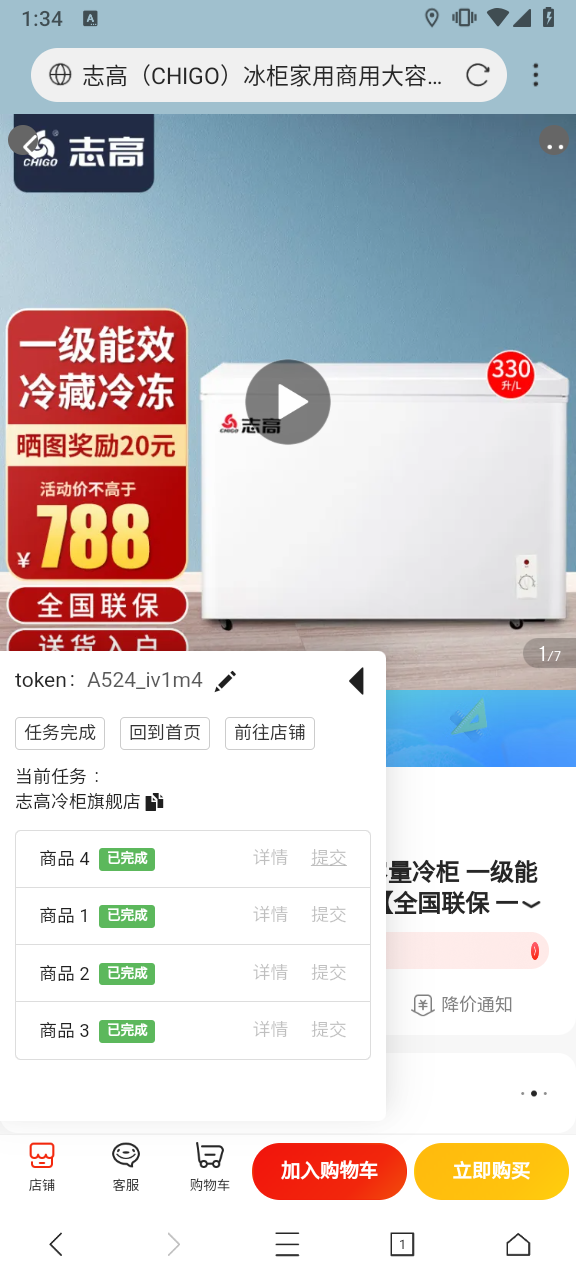 1:34
A
志高（CHIGO）冰柜家用商用大容...
CHIGO 志高
一级能效
冷藏冷冻
晒图奖励20元
活动价不高于
¥788
全国联保
送货入户
330
升/L
CHIGO 志高
1/7
token： A524_iv1m4
任务完成 回到首页 前往店铺
当前任务：
志高冷柜旗舰店
商品 4 已完成 详情 提交
商品 1 已完成 详情 提交
商品 2 已完成 详情 提交
商品 3 已完成 详情 提交
量冷柜 一级能
【全国联保 一
降价通知
店铺 客服 购物车 加入购物车 立即购买
1